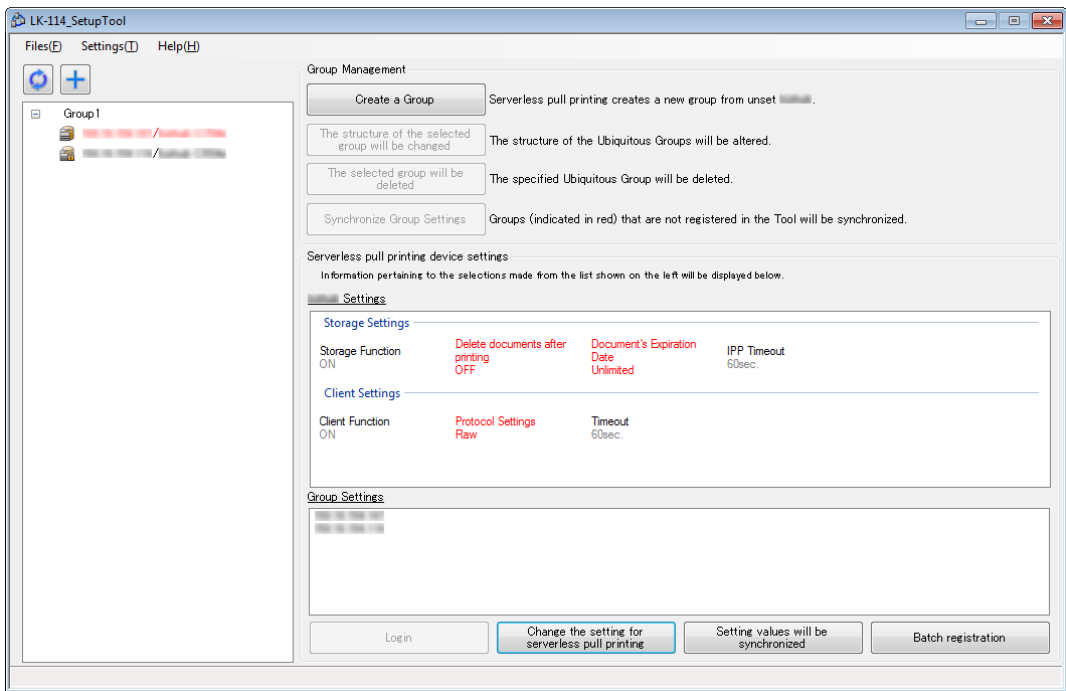 LK-114_SetupTool
Files(F) Settings(T) Help(H)
Group1
/
/
Group Management
Create a Group
Serverless pull printing creates a new group from unset .
The structure of the selected
group will be changed
The structure of the Ubiquitous Groups will be altered.
The selected group will be
deleted
The specified Ubiquitous Group will be deleted.
Synchronize Group Settings
Groups (indicated in red) that are not registered in the Tool will be synchronized.
Serverless pull printing device settings
Information pertaining to the selections made from the list shown on the left will be displayed below.
Settings
Storage Settings
Storage Function
ON
Delete documents after
printing
OFF
Document's Expiration
Date
Unlimited
IPP Timeout
60sec.
Client Settings
Client Function
ON
Protocol Settings
Raw
Timeout
60sec.
Group Settings
Login
Change the setting for
serverless pull printing
Setting values will be
synchronized
Batch registration